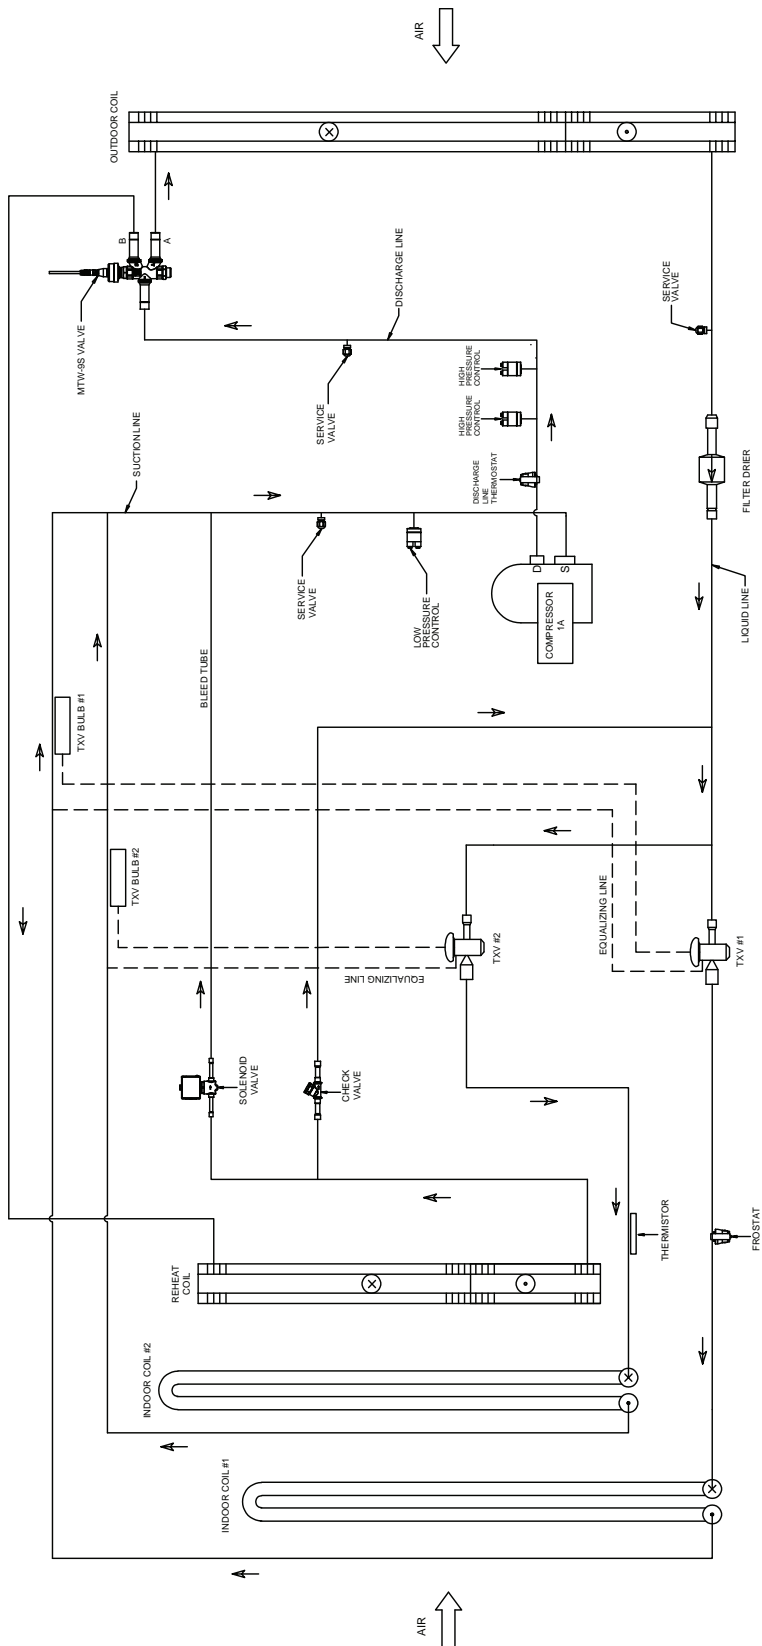 AIR
OUTDOOR COIL
B
A
MTW-9S VALVE
DISCHARGE LINE
SERVICE
VALVE
SERVICE
VALVE
HIGH
PRESSURE
CONTROL
HIGH
PRESSURE
CONTROL
DISCHARGE
LINE
THERMOSTAT
SUCTION LINE
FILTER DRIER
SERVICE
VALVE
LOW
PRESSURE
CONTROL
D
S
COMPRESSOR
1A
LIQUID LINE
BLEED TUBE
TXV BULB #1
TXV BULB #2
EQUALIZING LINE
TXV #2
EQUALIZING LINE
TXV #1
SOLENOID
VALVE
CHECK
VALVE
THERMISTOR
FROSTAT
REHEAT
COIL
INDOOR COIL #2
INDOOR COIL #1
AIR